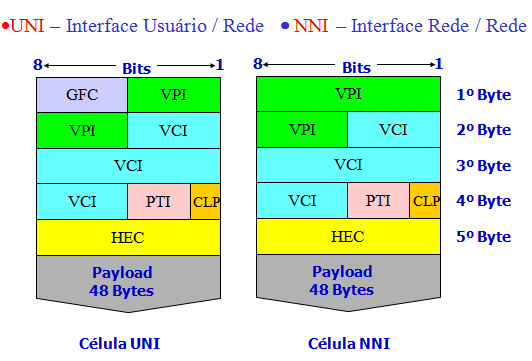 •UNI – Interface Usuário / Rede • NNI – Interface Rede / Rede
8 Bits 1 8 Bits 1
GFC VPI VPI 1º Byte
VPI VCI VPI VCI 2º Byte
VCI VCI 3º Byte
VCI PTI CLP VCI PTI CLP 4º Byte
HEC HEC 5º Byte
Payload Payload
48 Bytes 48 Bytes
Célula UNI Célula NNI